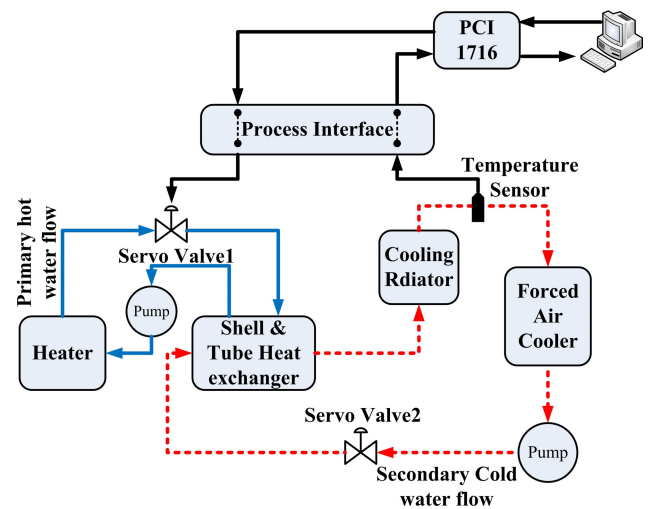 PCI
1716
Process Interface
Temperature
Sensor
Primary hot
water flow
Servo Valve1
Cooling
Rdiator
Pump
Forced
Air
Cooler
Heater
Shell &
Tube Heat
exchanger
Servo Valve2
Pump
Secondary Cold
water flow